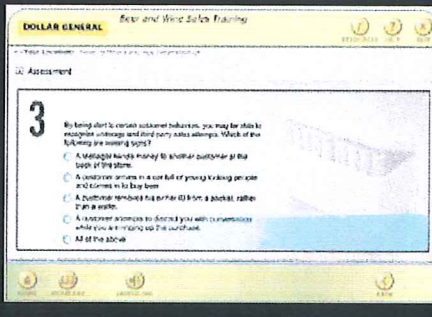 DOLLAR GENERAL
Beer and Wine Sales Training
HELP
Assessment
3
By being alert to certain customer behaviors, you may be able to
recognize underage and third party sales attempts. Which of the
following are warning signs?
A teenager hands money to another customer at the
back of the store.
A customer arrives in a car full of young looking people
and comes in to buy beer.
A customer removes his or her ID from a pocket, rather
than a wallet.
A customer attempts to distract you with conversation
while you are ringing up the purchase.
All of the above
BACK